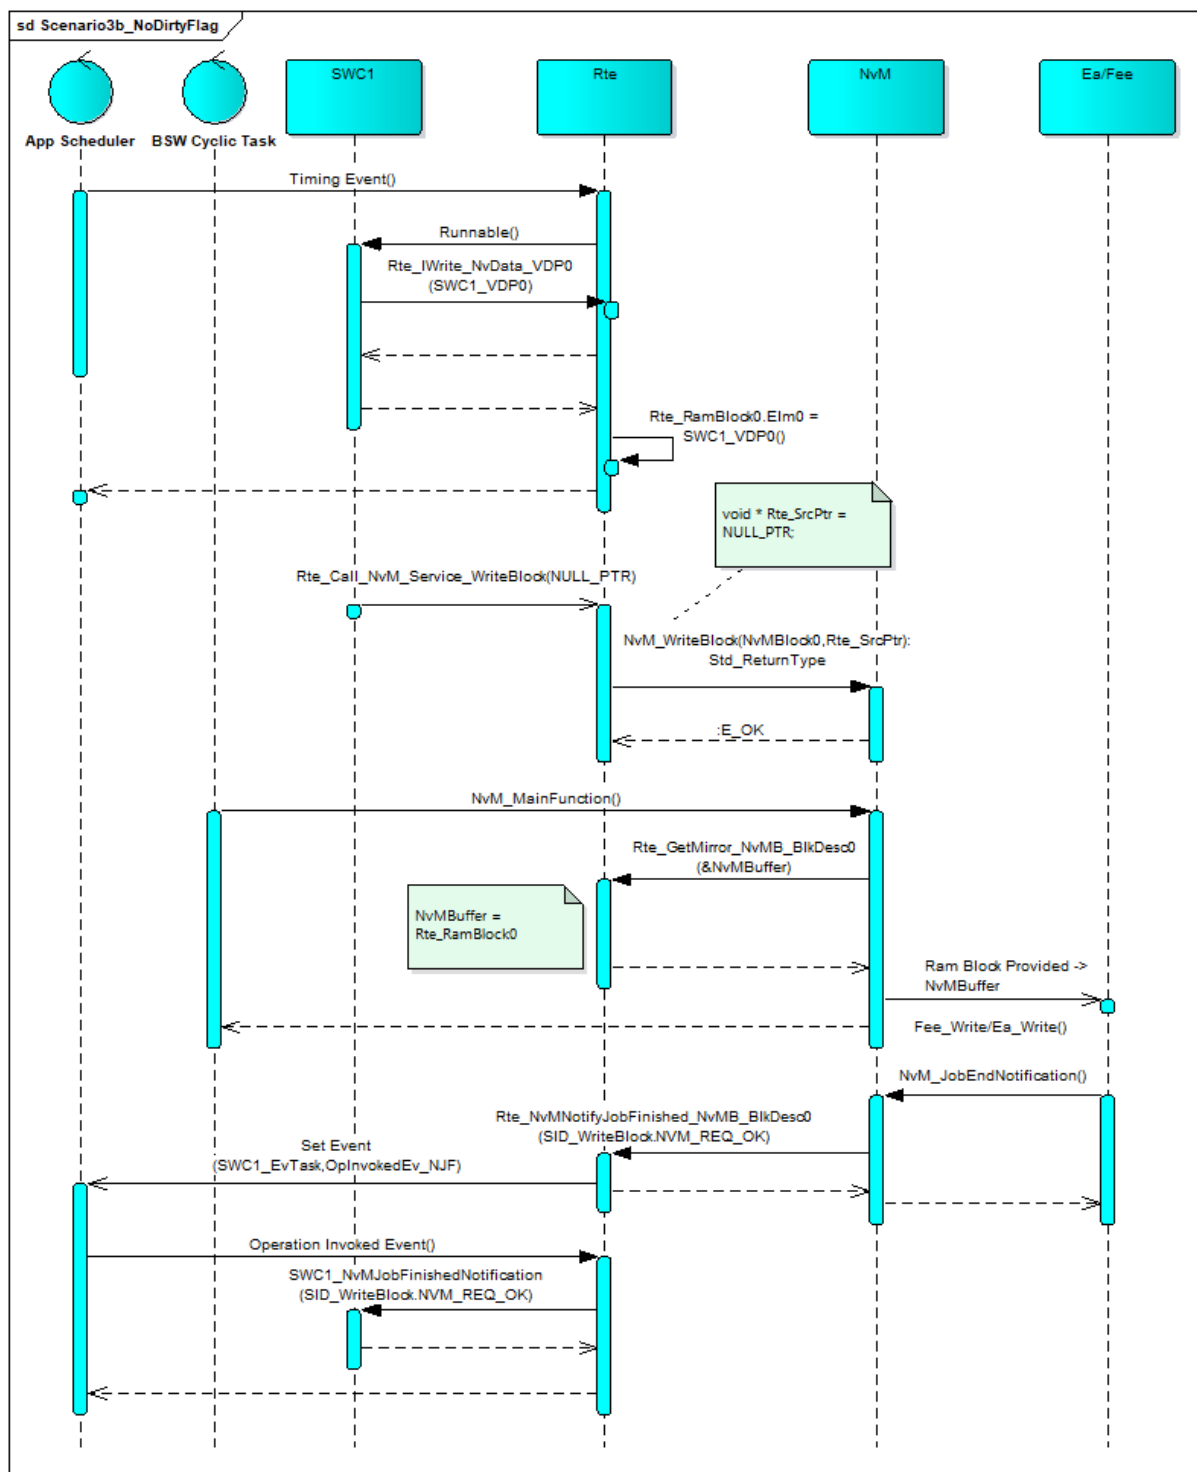 sd Scenario3b_NoDirtyFlag
SWC1
Rte
NvM
Ea/Fee
App Scheduler
BSW Cyclic Task
Timing Event()
Runnable()
Rte_IWrite_NvData_VDP0
(SWC1_VDP0)
Rte_RamBlock0.Elm0 =
SWC1_VDP0()
void * Rte_SrcPtr =
NULL_PTR;
Rte_Call_NvM_Service_WriteBlock(NULL_PTR)
NvM_WriteBlock(NvMBlock0,Rte_SrcPtr):
Std_ReturnType
:E_OK
NvM_MainFunction()
Rte_GetMirror_NvMB_BlkDesc0
(&NvMBuffer)
NvMBuffer =
Rte_RamBlock0
Ram Block Provided ->
NvMBuffer
Fee_Write/Ea_Write()
NvM_JobEndNotification()
Rte_NvMNotifyJobFinished_NvMB_BlkDesc0
(SID_WriteBlock.NVM_REQ_OK)
Set Event
(SWC1_EvTask,OpInvokedEv_NJF)
Operation Invoked Event()
SWC1_NvMJobFinishedNotification
(SID_WriteBlock.NVM_REQ_OK)